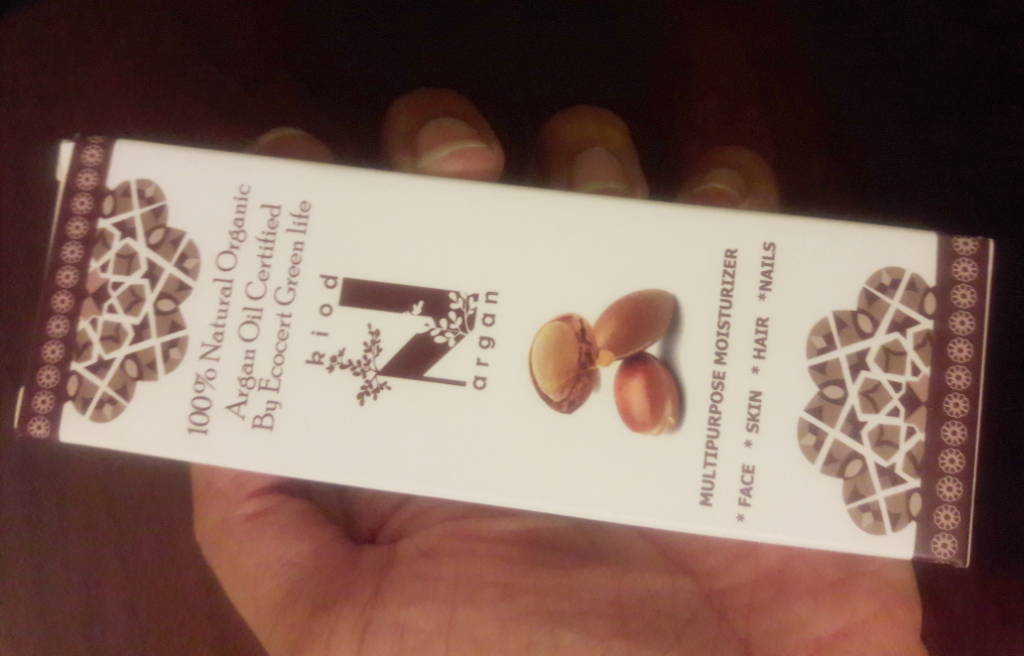 100% Natural Organic
Argan Oil Certified
By Ecocert Green life
kiod
N
argan
MULTIPURPOSE MOISTURIZER
* FACE * SKIN * HAIR *NAILS